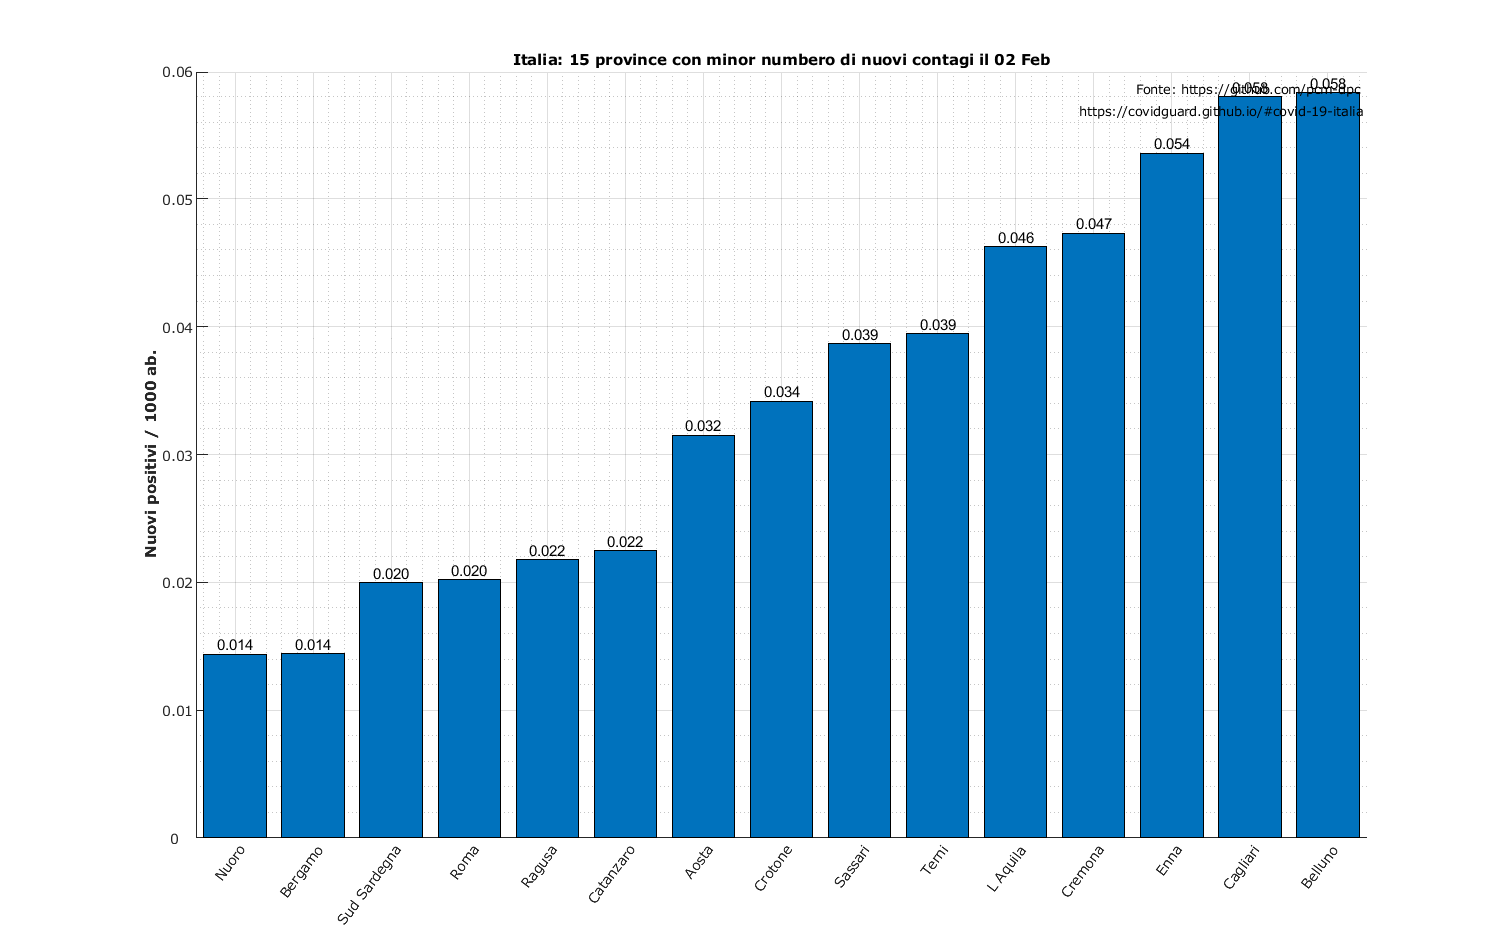 Italia: 15 province con minor numbero di nuovi contagi il 02 Feb
Fonte: https://github.com/pcm-dpc
https://covidguard.github.io/#covid-19-italia
Nuovi positivi / 1000 ab.
0.06
0.05
0.04
0.03
0.02
0.01
0
0.014
0.014
0.020
0.020
0.022
0.022
0.032
0.034
0.039
0.039
0.046
0.047
0.054
0.058
0.058
Nuoro
Bergamo
Sud Sardegna
Roma
Ragusa
Catanzaro
Aosta
Crotone
Sassari
Terni
L Aquila
Cremona
Enna
Cagliari
Belluno